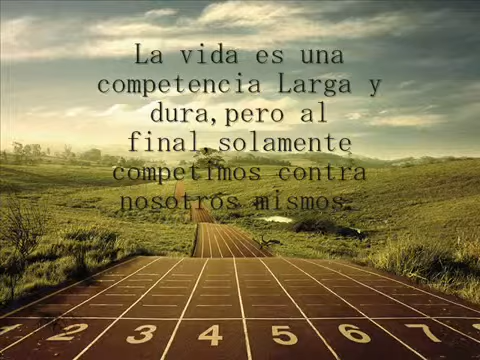 La vida es una
competencia Larga y
dura,pero al
final,solamente
competimos contra
nosotros mismos.
1 2 3 4 5 6 7 8